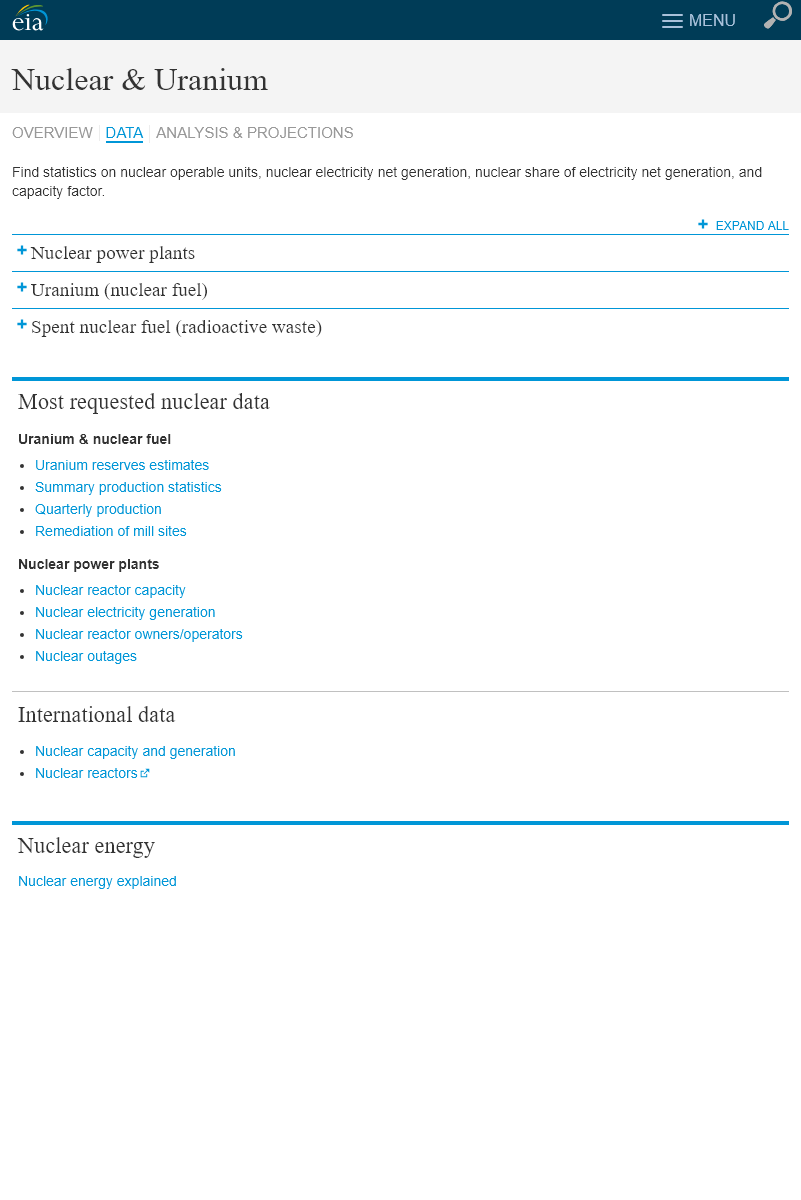 eia
MENU
Nuclear & Uranium
OVERVIEW DATA ANALYSIS & PROJECTIONS
Find statistics on nuclear operable units, nuclear electricity net generation, nuclear share of electricity net generation, and
capacity factor.
+ EXPAND ALL
+ Nuclear power plants
+ Uranium (nuclear fuel)
+ Spent nuclear fuel (radioactive waste)
Most requested nuclear data
Uranium & nuclear fuel
• Uranium reserves estimates
• Summary production statistics
• Quarterly production
• Remediation of mill sites
Nuclear power plants
• Nuclear reactor capacity
• Nuclear electricity generation
• Nuclear reactor owners/operators
• Nuclear outages
International data
• Nuclear capacity and generation
• Nuclear reactors
Nuclear energy
Nuclear energy explained